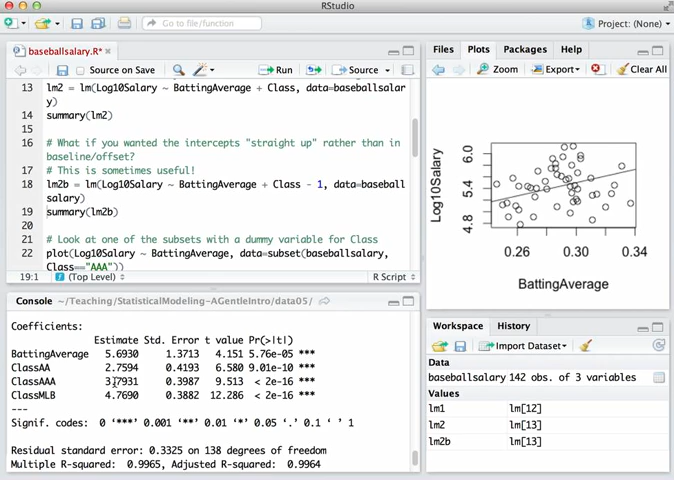 RStudio
Go to file/function
Project: (None)
baseballsalary.R*
Source on Save
Run
Source
13 lm2 = lm(Log10Salary ~ BattingAverage + Class, data=baseballsalar
y)
14 summary(lm2)
15
16 # What if you wanted the intercepts "straight up" rather than in
baseline/offset?
17 # This is sometimes useful!
18 lm2b = lm(Log10Salary ~ BattingAverage + Class - 1, data=baseball
salary)
19 summary(lm2b)
20
21 # Look at one of the subsets with a dummy variable for Class
22 plot(Log10Salary ~ BattingAverage, data=subset(baseballsalary,
Class=="AAA"))
19:1 (Top Level) R Script
Console ~/Teaching/StatisticalModeling-AGentleIntro/data05/
Coefficients:
Estimate Std. Error t value Pr(>|t|)
BattingAverage 5.6930 1.3713 4.151 5.76e-05 ***
ClassAA 2.7594 0.4193 6.580 9.01e-10 ***
ClassAAA 3.7931 0.3987 9.513 < 2e-16 ***
ClassMLB 4.7690 0.3882 12.286 < 2e-16 ***
---
Signif. codes: 0 ‘***’ 0.001 ‘**’ 0.01 ‘*’ 0.05 ‘.’ 0.1 ‘ ’ 1
Residual standard error: 0.3325 on 138 degrees of freedom
Multiple R-squared: 0.9965, Adjusted R-squared: 0.9964
Files Plots Packages Help
Zoom Export Clear All
Log10Salary
6.0
5.4
4.8
0.26 0.30 0.34
BattingAverage
Workspace History
Import Dataset
Data
baseballsalary 142 obs. of 3 variables
Values
lm1 lm[12]
lm2 lm[13]
lm2b lm[13]